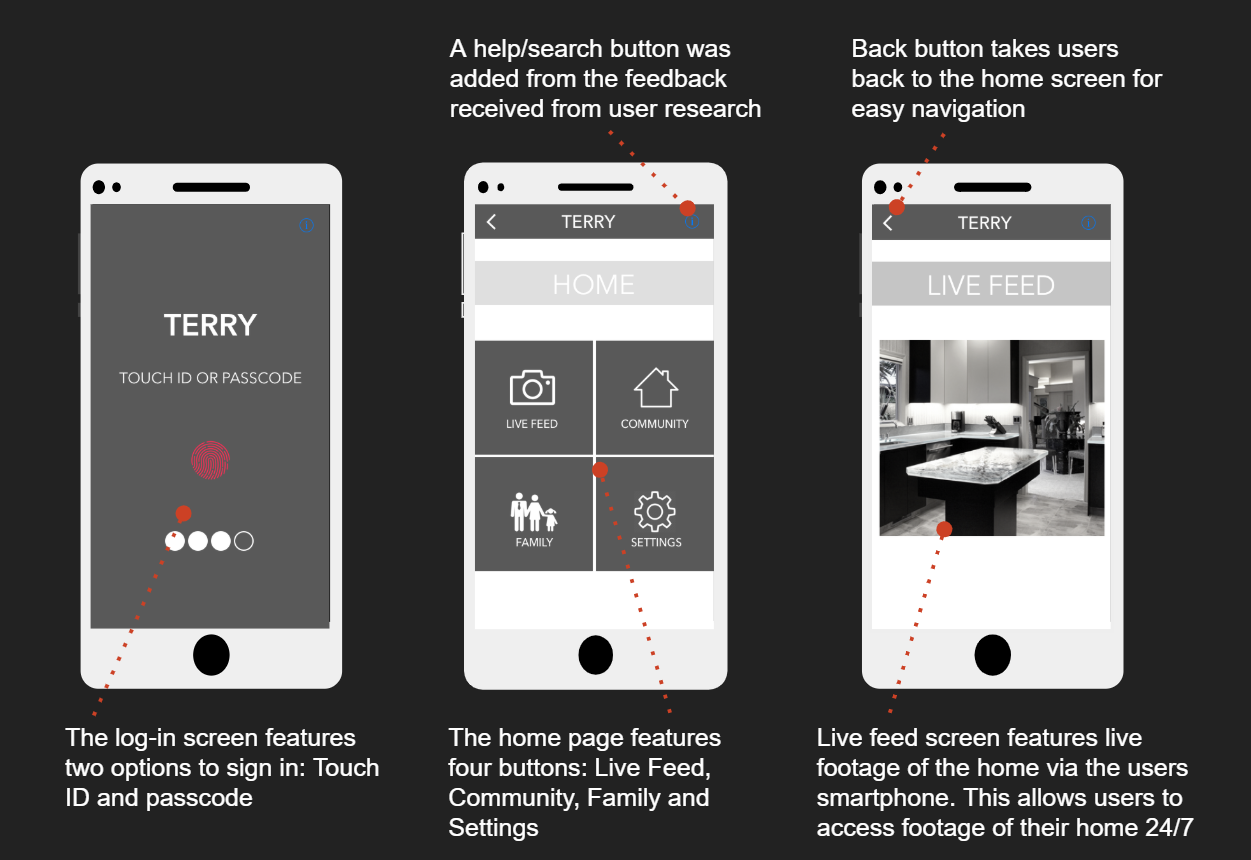 A help/search button was
added from the feedback
received from user research
Back button takes users
back to the home screen for
easy navigation
TERRY
TOUCH ID OR PASSCODE
TERRY
HOME
LIVE FEED
COMMUNITY
FAMILY
SETTINGS
TERRY
LIVE FEED
The log-in screen features
two options to sign in: Touch
ID and passcode
The home page features
four buttons: Live Feed,
Community, Family and
Settings
Live feed screen features live
footage of the home via the users
smartphone. This allows users to
access footage of their home 24/7